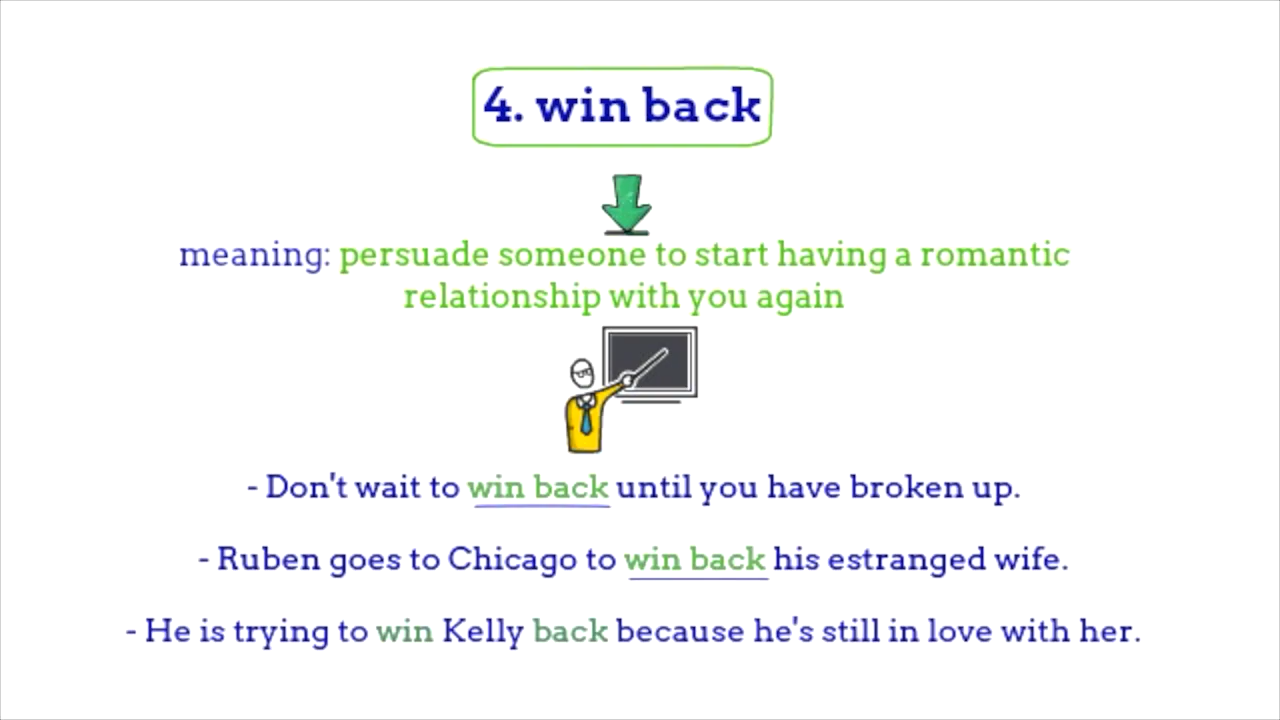 4. win back
meaning: persuade someone to start having a romantic
relationship with you again
- Don't wait to win back until you have broken up.
- Ruben goes to Chicago to win back his estranged wife.
- He is trying to win Kelly back because he's still in love with her.